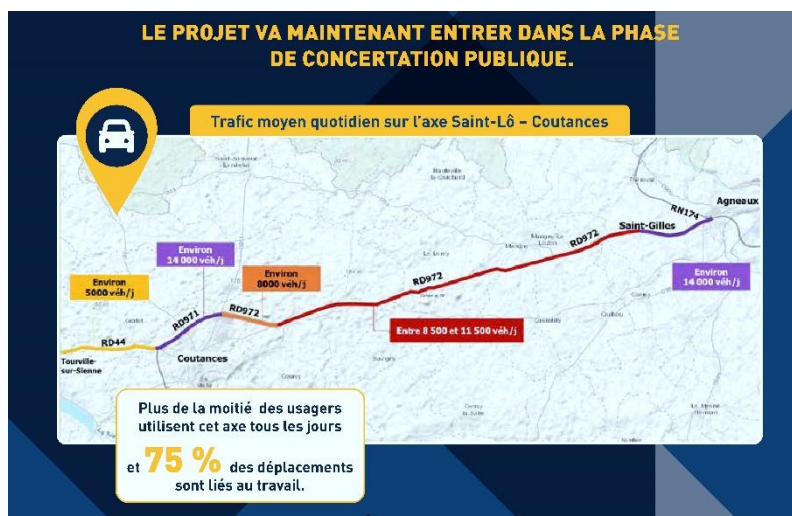 LE PROJET VA MAINTENANT ENTRER DANS LA PHASE
DE CONCERTATION PUBLIQUE.
Trafic moyen quotidien sur l'axe Saint-Lô – Coutances
Agneaux
RN174
Saint-Gilles
RD972
Environ
14 000 véh/j
Environ
8000 véh/j
Environ
5000 véh/j
RD972
Environ
14 000 véh/j
RD971
RD972
Entre 8 500 et 11 500 véh/j
RD44
Coutances
Tourville-
sur-Sienne
Plus de la moitié des usagers
utilisent cet axe tous les jours
et 75 % des déplacements
sont liés au travail.